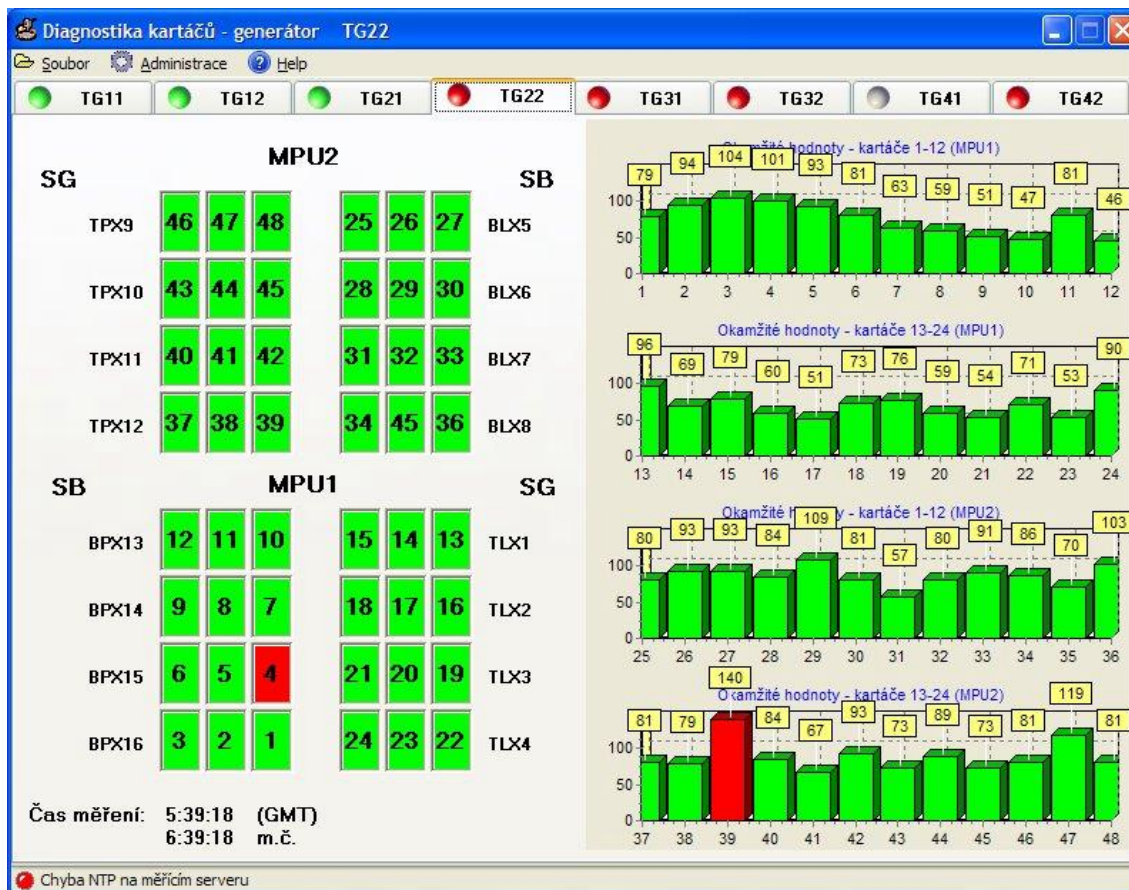 Diagnostika kartáčů - generátor TG22
Soubor Administrace Help
TG11 TG12 TG21 TG22 TG31 TG32 TG41 TG42
MPU2
SG SB
TPX9 46 47 48 25 26 27 BLX5
TPX10 43 44 45 28 29 30 BLX6
TPX11 40 41 42 31 32 33 BLX7
TPX12 37 38 39 34 45 36 BLX8
SB MPU1 SG
BPX13 12 11 10 15 14 13 TLX1
BPX14 9 8 7 18 17 16 TLX2
BPX15 6 5 4 21 20 19 TLX3
BPX16 3 2 1 24 23 22 TLX4
Čas měření: 5:39:18 (GMT)
6:39:18 m.č.
Okamžité hodnoty - kartáče 1-12 (MPU1)
79 94 104 101 93 81 63 59 51 47 81 46
100
50
0
1 2 3 4 5 6 7 8 9 10 11 12
Okamžité hodnoty - kartáče 13-24 (MPU1)
96 69 79 60 51 73 76 59 54 71 53 90
100
50
0
13 14 15 16 17 18 19 20 21 22 23 24
Okamžité hodnoty - kartáče 1-12 (MPU2)
80 93 93 84 109 81 57 80 91 86 70 103
100
50
0
25 26 27 28 29 30 31 32 33 34 35 36
Okamžité hodnoty - kartáče 13-24 (MPU2)
81 79 140 84 67 93 73 89 73 81 119 81
100
50
0
37 38 39 40 41 42 43 44 45 46 47 48
Chyba NTP na měřícím serveru